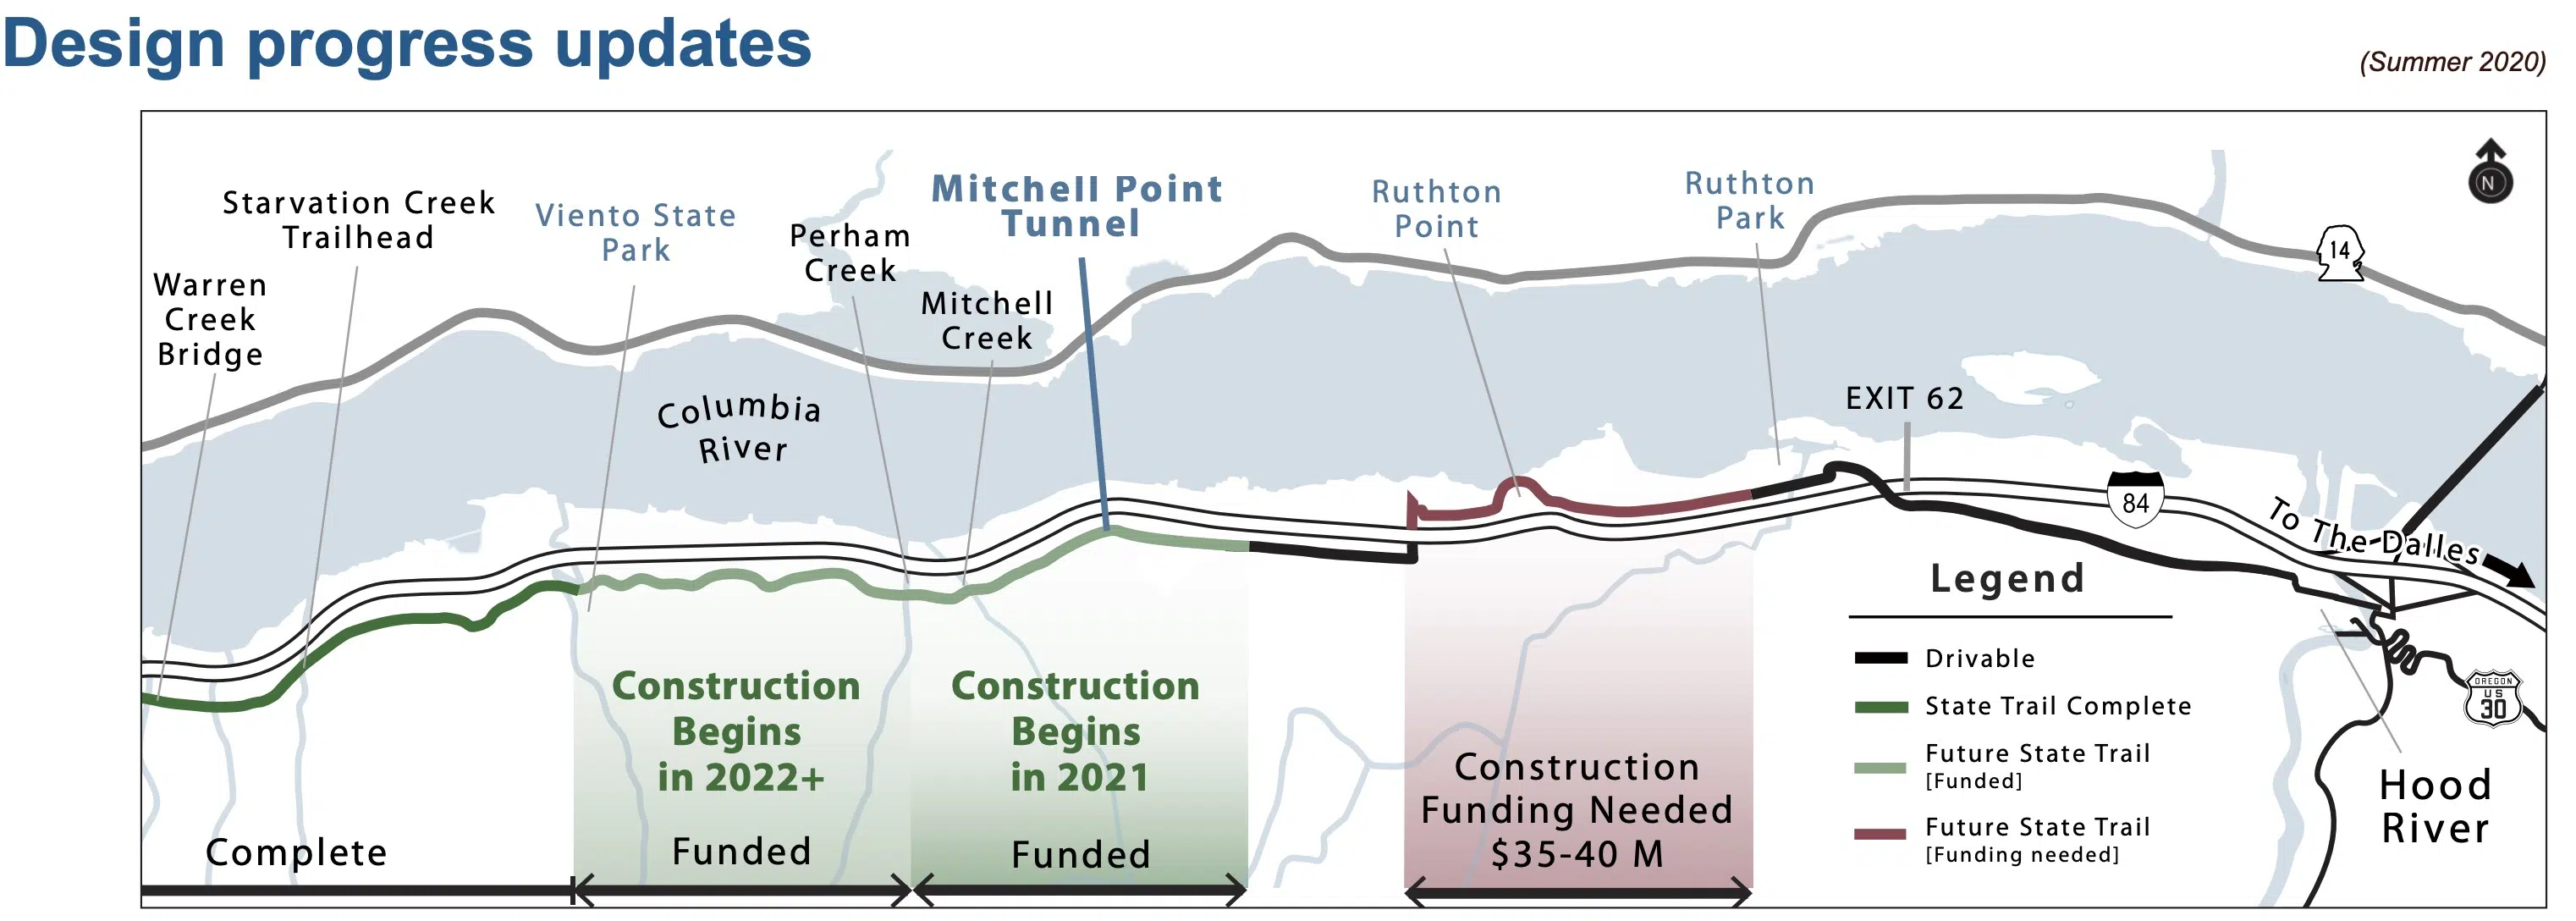 Design progress updates
(Summer 2020)
N
Starvation Creek
Trailhead
Viento State
Park
Perham
Creek
Mitchell Point
Tunnel
Ruthton
Point
Ruthton
Park
14
Warren
Creek
Bridge
Mitchell
Creek
Columbia
River
EXIT 62
84
To The Dalles
Construction
Begins
in 2022+
Funded
Construction
Begins
in 2021
Funded
Construction
Funding Needed
$35-40 M
Complete
Legend
Drivable
State Trail Complete
Future State Trail
[Funded]
Future State Trail
[Funding needed]
OREGON
US
30
Hood
River